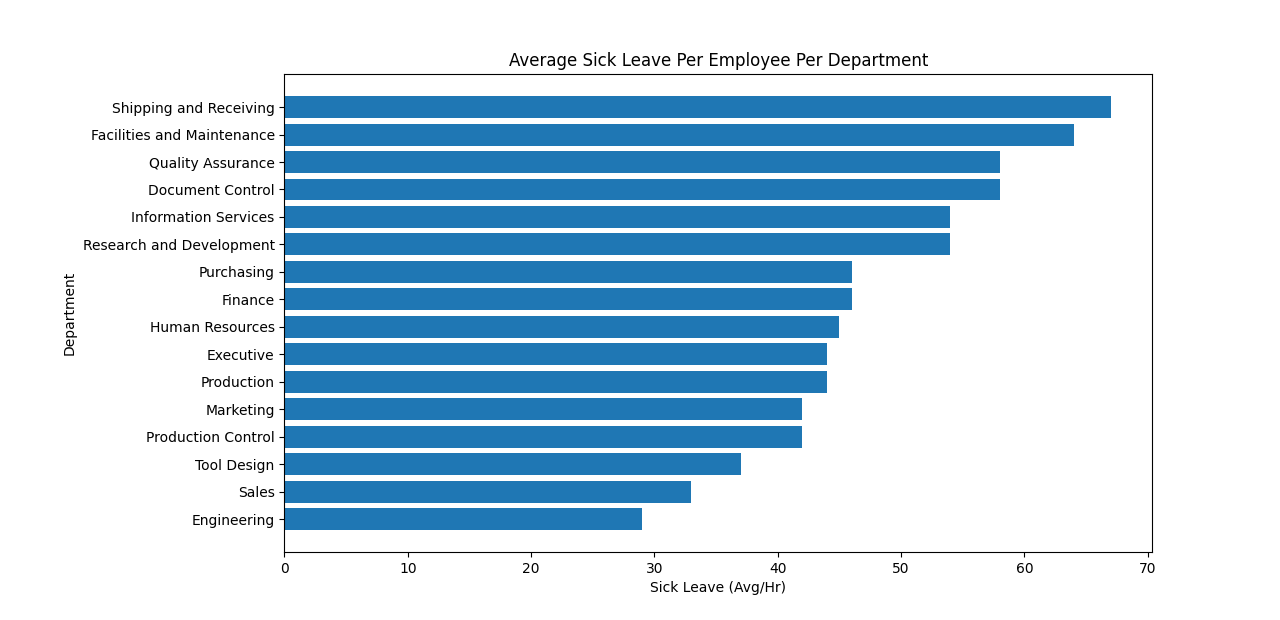 Average Sick Leave Per Employee Per Department
Shipping and Receiving
Facilities and Maintenance
Quality Assurance
Document Control
Information Services
Research and Development
Purchasing
Finance
Human Resources
Executive
Production
Marketing
Production Control
Tool Design
Sales
Engineering
Department
0 10 20 30 40 50 60 70
Sick Leave (Avg/Hr)